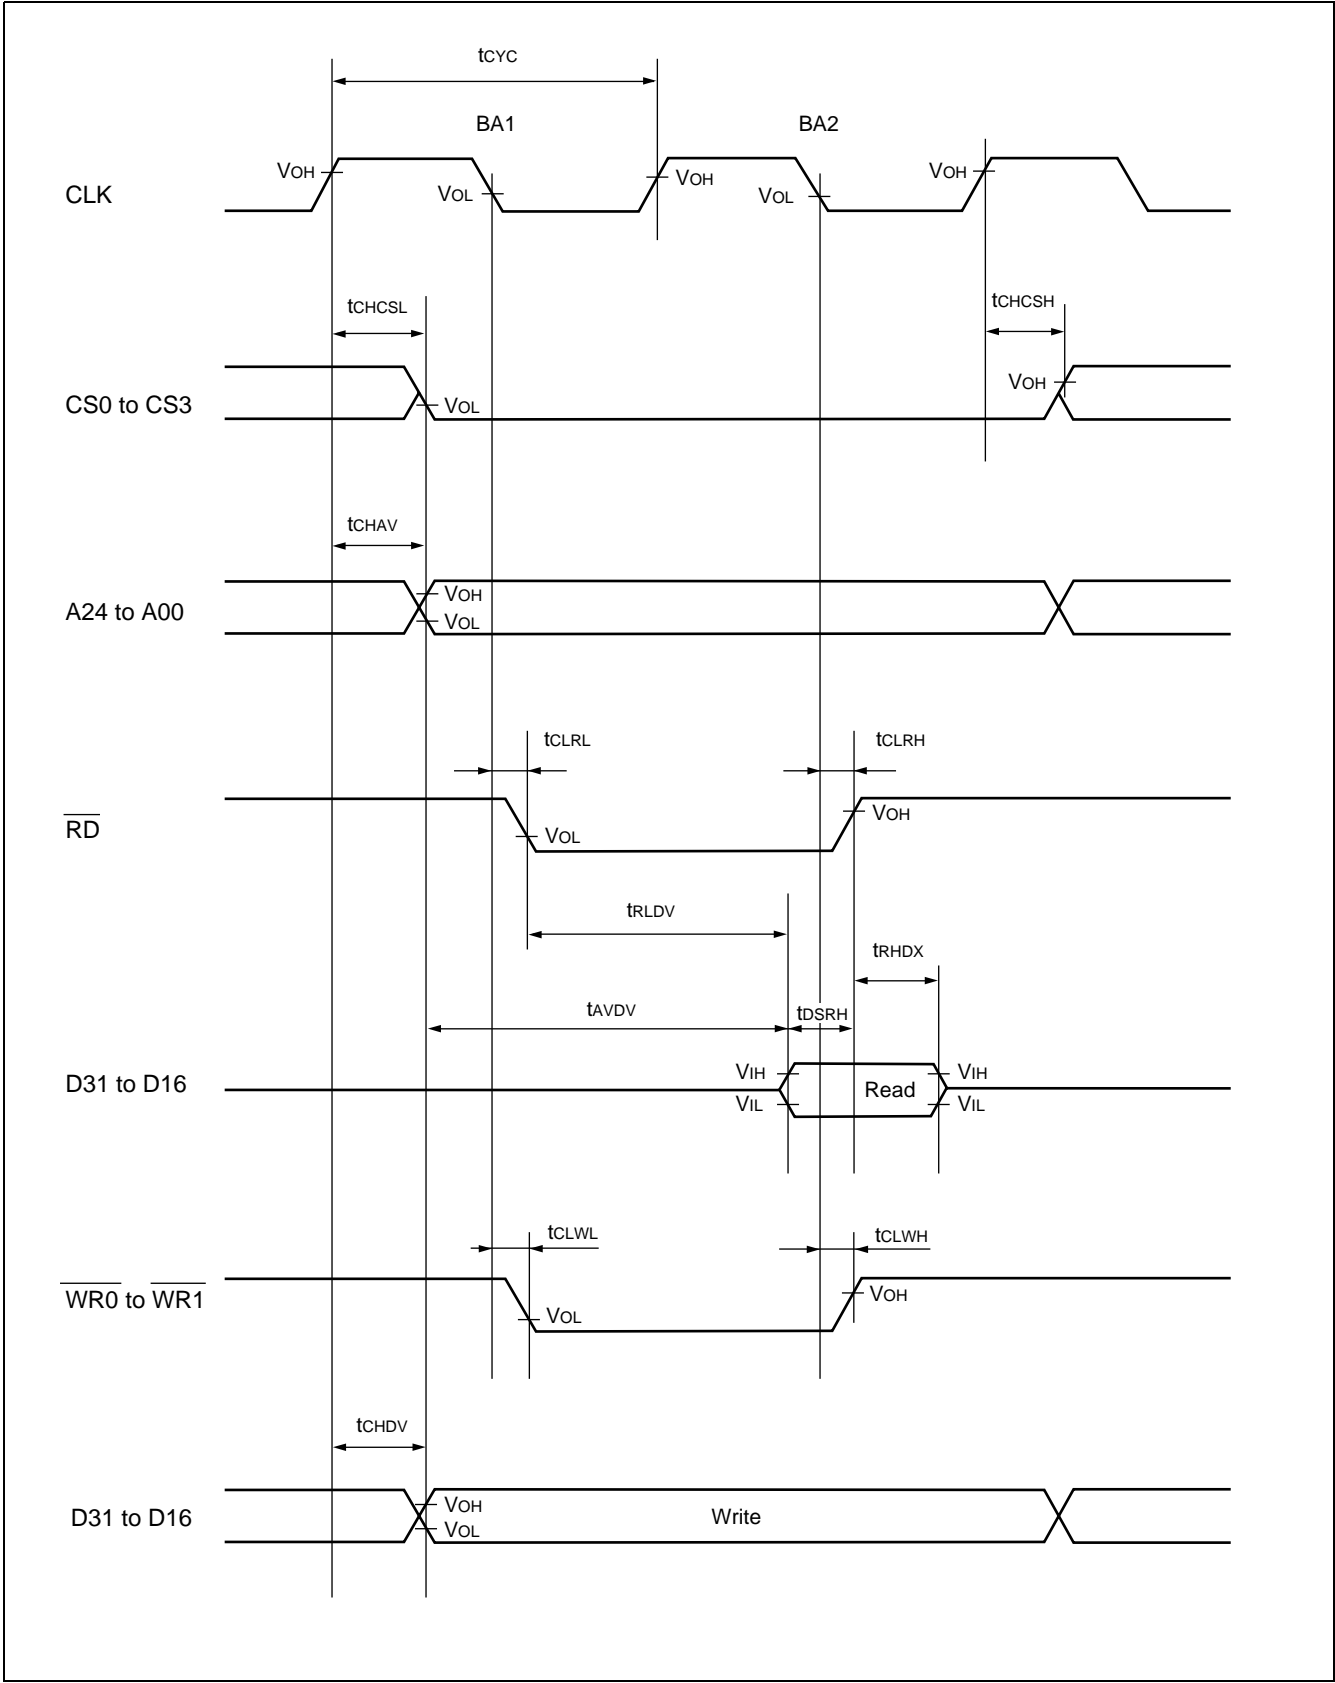 tCYC
BA1
BA2
CLK
VOH
VOL
VOH
VOL
VOH
tCHCSL
tCHCSH
CS0 to CS3
VOL
VOH
tCHAV
A24 to A00
VOH
VOL
tCLRL
tCLRH
RD
VOL
VOH
tRLDV
tRHDX
tAVDV
tDSRH
D31 to D16
VIH
VIL
Read
VIH
VIL
tCLWL
tCLWH
WR0 to WR1
VOL
VOH
tCHDV
D31 to D16
VOH
VOL
Write